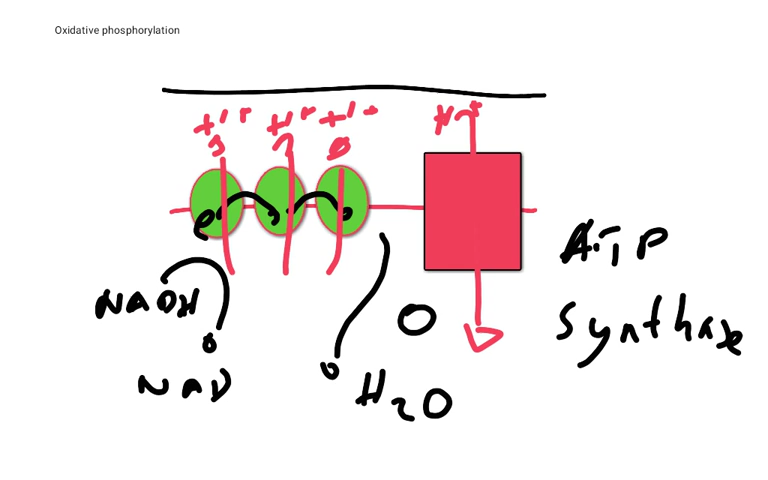 Oxidative phosphorylation
H+
ATP
NADH
O
Synthase
NAD
H2O